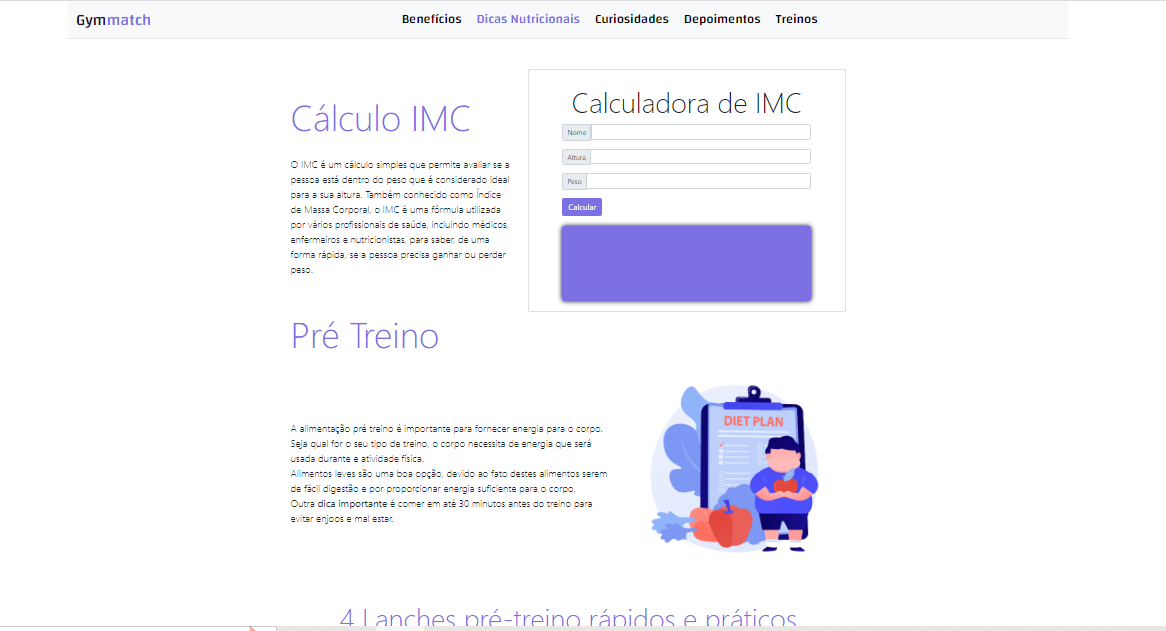 Gymmatch
Benefícios Dicas Nutricionais Curiosidades Depoimentos Treinos
Cálculo IMC
O IMC é um cálculo simples que permite avaliar se a
pessoa está dentro do peso que é considerado ideal
para a sua altura. Também conhecido como Índice
de Massa Corporal, o IMC é uma fórmula utilizada
por vários profissionais de saúde, incluindo médicos,
enfermeiros e nutricionistas, para saber, de uma
forma rápida, se a pessoa precisa ganhar ou perder
peso.
Calculadora de IMC
Nome
Altura
Peso
Calcular
Pré Treino
A alimentação pré treino é importante para fornecer energia para o corpo.
Seja qual for o seu tipo de treino, o corpo necessita de energia que será
usada durante e atividade física.
Alimentos leves são uma boa opção, devido ao fato destes alimentos serem
de fácil digestão e por proporcionar energia suficiente para o corpo.
Outra dica importante é comer em até 30 minutos antes do treino para
evitar enjoos e mal estar.
DIET PLAN
4 Lanches pré-treino rápidos e práticos